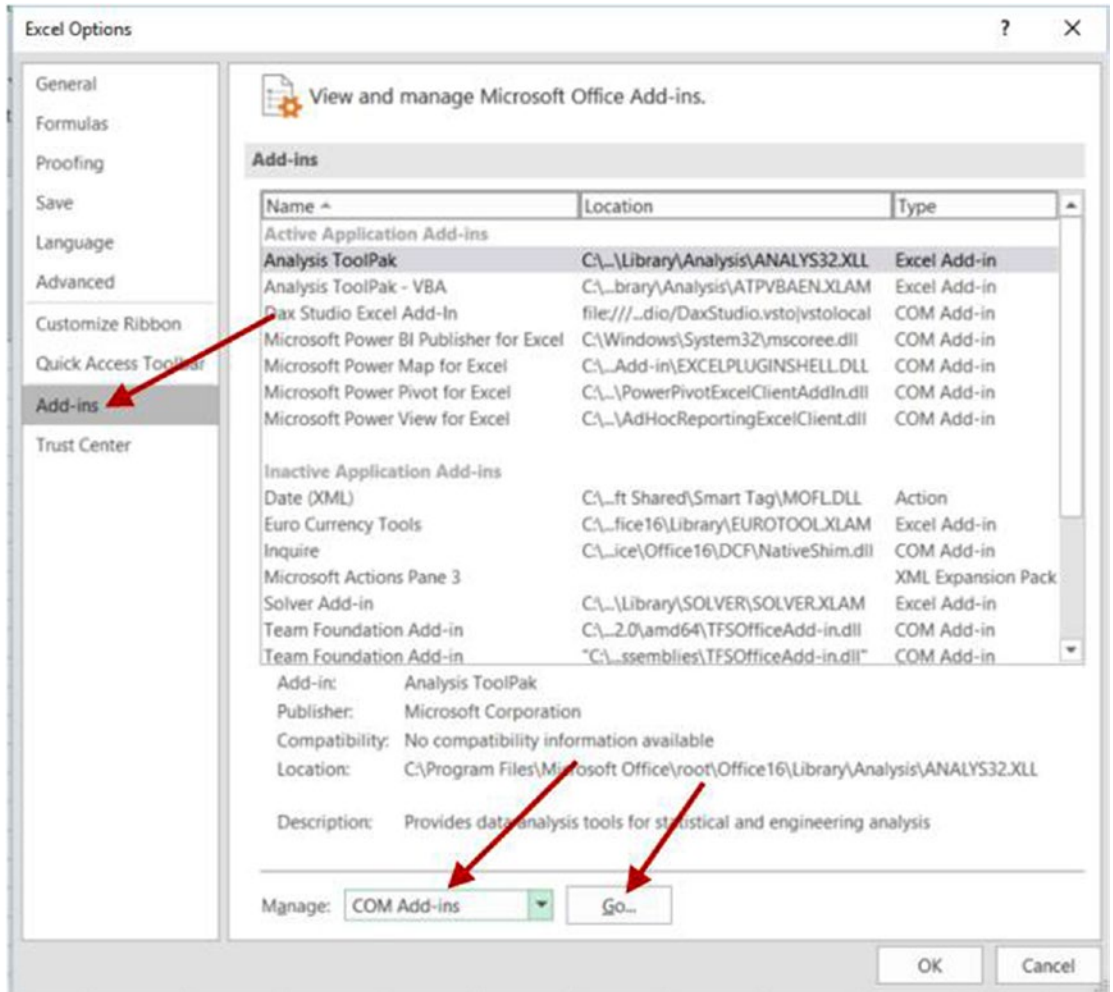 Excel Options ? ×
General
Formulas
Proofing
Save
Language
Advanced
Customize Ribbon
Quick Access Toolbar
Add-ins
Trust Center
View and manage Microsoft Office Add-ins.
Add-ins
Name Location Type
Active Application Add-ins
Analysis ToolPak C:\...\Library\Analysis\ANALYS32.XLL Excel Add-in
Analysis ToolPak - VBA C:\...brary\Analysis\ATPVBAEN.XLAM Excel Add-in
Dax Studio Excel Add-In file:///...dio/DaxStudio.vsto|vstolocal COM Add-in
Microsoft Power BI Publisher for Excel C:\Windows\System32\mscoree.dll COM Add-in
Microsoft Power Map for Excel C:\...Add-in\EXCELPLUGINSHELL.DLL COM Add-in
Microsoft Power Pivot for Excel C:\...\PowerPivotExcelClientAddIn.dll COM Add-in
Microsoft Power View for Excel C:\...\AdHocReportingExcelClient.dll COM Add-in
Inactive Application Add-ins
Date (XML) C:\...ft Shared\Smart Tag\MOFL.DLL Action
Euro Currency Tools C:\...fice16\Library\EUROTOOL.XLAM Excel Add-in
Inquire C:\...ice\Office16\DCF\NativeShim.dll COM Add-in
Microsoft Actions Pane 3 XML Expansion Pack
Solver Add-in C:\...\Library\SOLVER\SOLVER.XLAM Excel Add-in
Team Foundation Add-in C:\...2.0\amd64\TFSOfficeAdd-in.dll COM Add-in
Team Foundation Add-in "C:\...ssemblies\TFSOfficeAdd-in.dll" COM Add-in
Add-in: Analysis ToolPak
Publisher: Microsoft Corporation
Compatibility: No compatibility information available
Location: C:\Program Files\Microsoft Office\root\Office16\Library\Analysis\ANALYS32.XLL
Description: Provides data analysis tools for statistical and engineering analysis
Manage: COM Add-ins Go...
OK Cancel